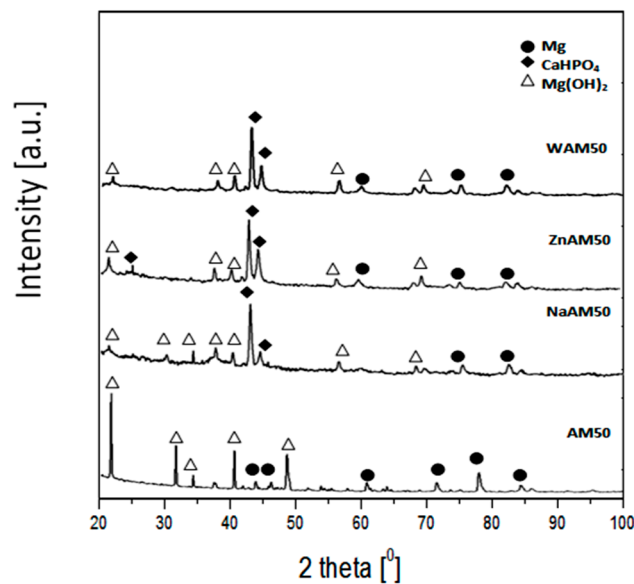 Mg
CaHPO₄
Mg(OH)₂
WAM50
ZnAM50
NaAM50
AM50
Intensity [a.u.]
20 30 40 50 60 70 80 90 100
2 theta [⁰]